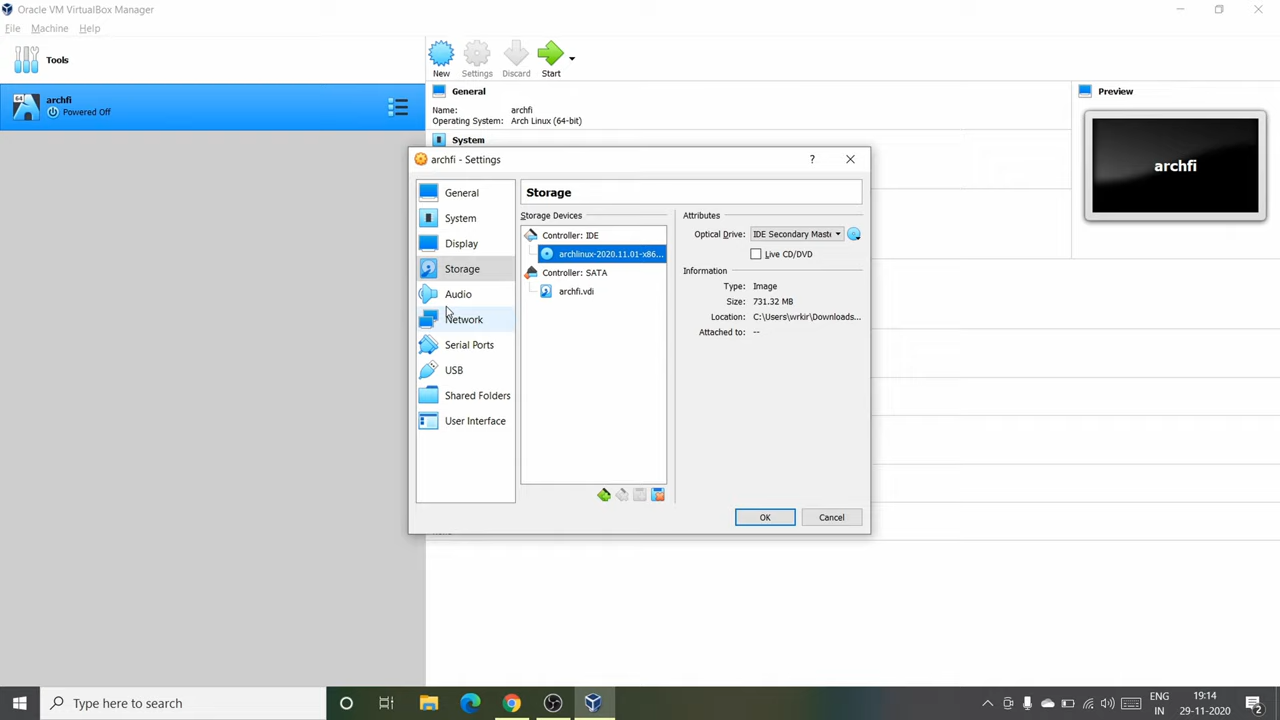 Oracle VM VirtualBox Manager
File Machine Help
Tools
New Settings Discard Start
64
archfi
Powered Off
General
Name: archfi
Operating System: Arch Linux (64-bit)
System
Preview
archfi
archfi - Settings
?
General
System
Display
Storage
Audio
Network
Serial Ports
USB
Shared Folders
User Interface
Storage
Storage Devices
Controller: IDE
archlinux-2020.11.01-x86...
Controller: SATA
archfi.vdi
Attributes
Optical Drive: IDE Secondary Maste
Live CD/DVD
Information
Type: Image
Size: 731.32 MB
Location: C:\Users\wrkir\Downloads...
Attached to: --
OK Cancel
Type here to search
ENG
IN
19:14
29-11-2020
2